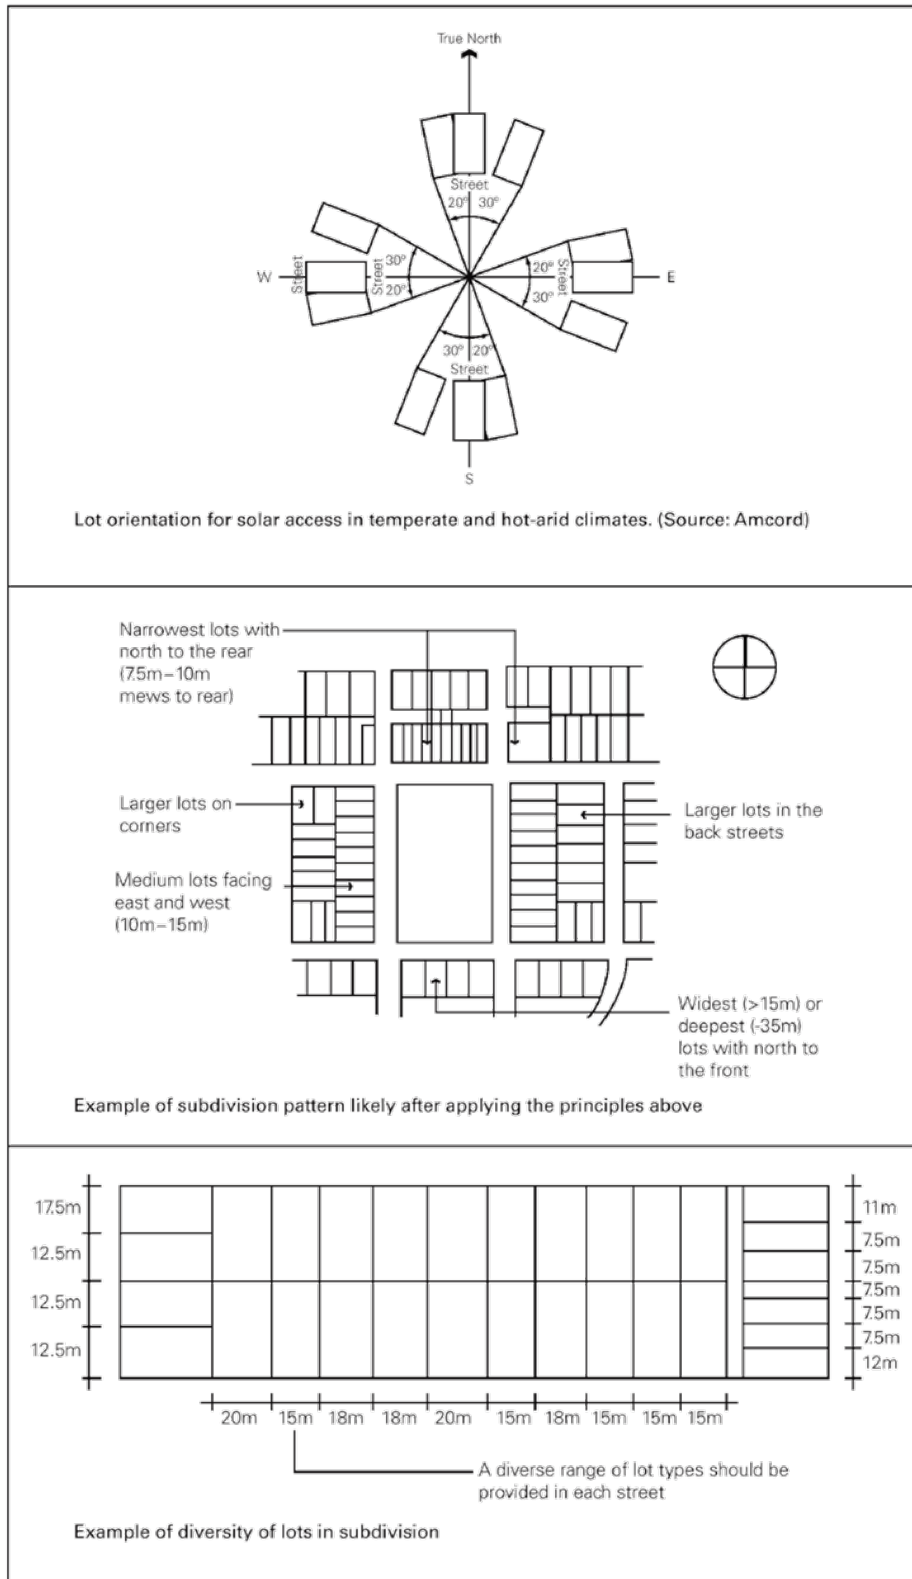 True North
Street
20° 30°
Street
Street
30°
20°
W
20°
30°
Street
E
30° 20°
Street
S
Lot orientation for solar access in temperate and hot-arid climates. (Source: Amcord)
Narrowest lots with
north to the rear
(7.5m–10m
mews to rear)
Larger lots on
corners
Medium lots facing
east and west
(10m–15m)
Larger lots in the
back streets
Widest (>15m) or
deepest (-35m)
lots with north to
the front
Example of subdivision pattern likely after applying the principles above
17.5m
12.5m
12.5m
12.5m
11m
7.5m
7.5m
7.5m
7.5m
7.5m
12m
20m 15m 18m 18m 20m 15m 18m 15m 15m 15m
A diverse range of lot types should be
provided in each street
Example of diversity of lots in subdivision